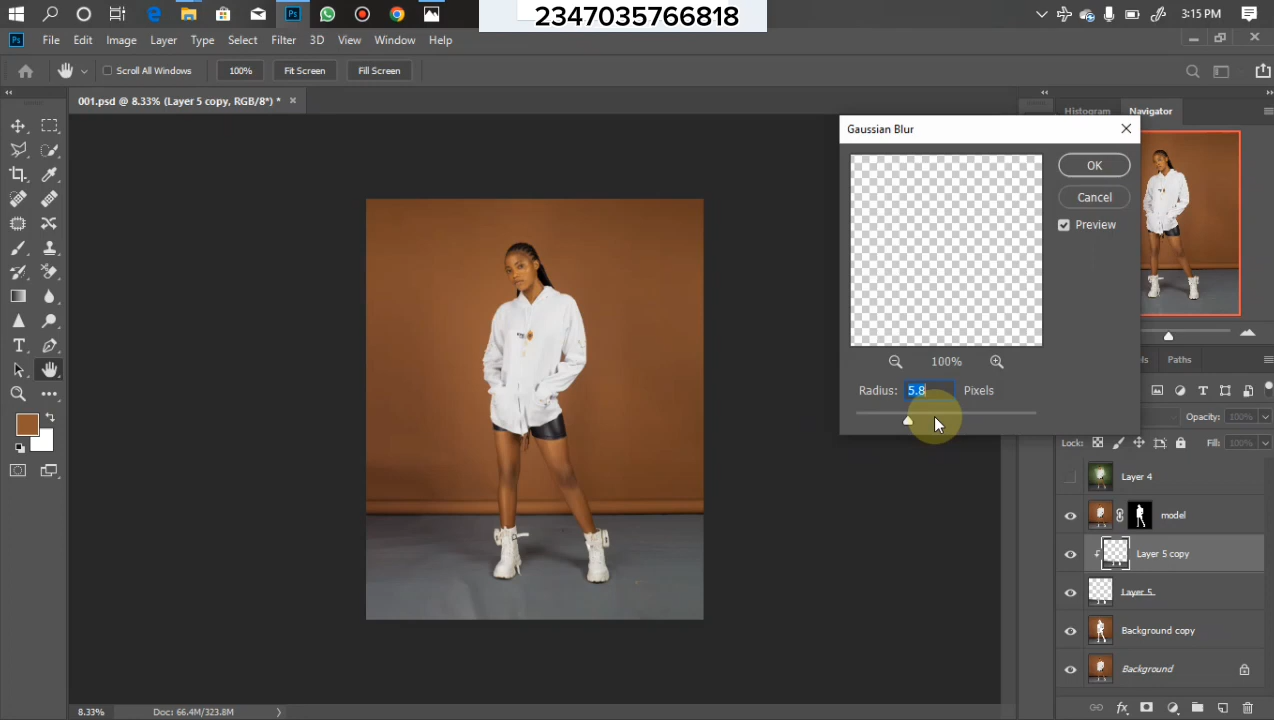 2347035766818
3:15 PM
File Edit Image Layer Type Select Filter 3D View Window Help
Scroll All Windows 100% Fit Screen Fill Screen
001.psd @ 8.33% (Layer 5 copy, RGB/8*) *
Histogram Navigator
Gaussian Blur
OK
Cancel
Preview
100%
Radius: 5.8 Pixels
Paths
Opacity: 100%
Lock: Fill: 100%
Layer 4
model
Layer 5 copy
Layer 5
Background copy
Background
8.33% Doc: 66.4M/323.8M